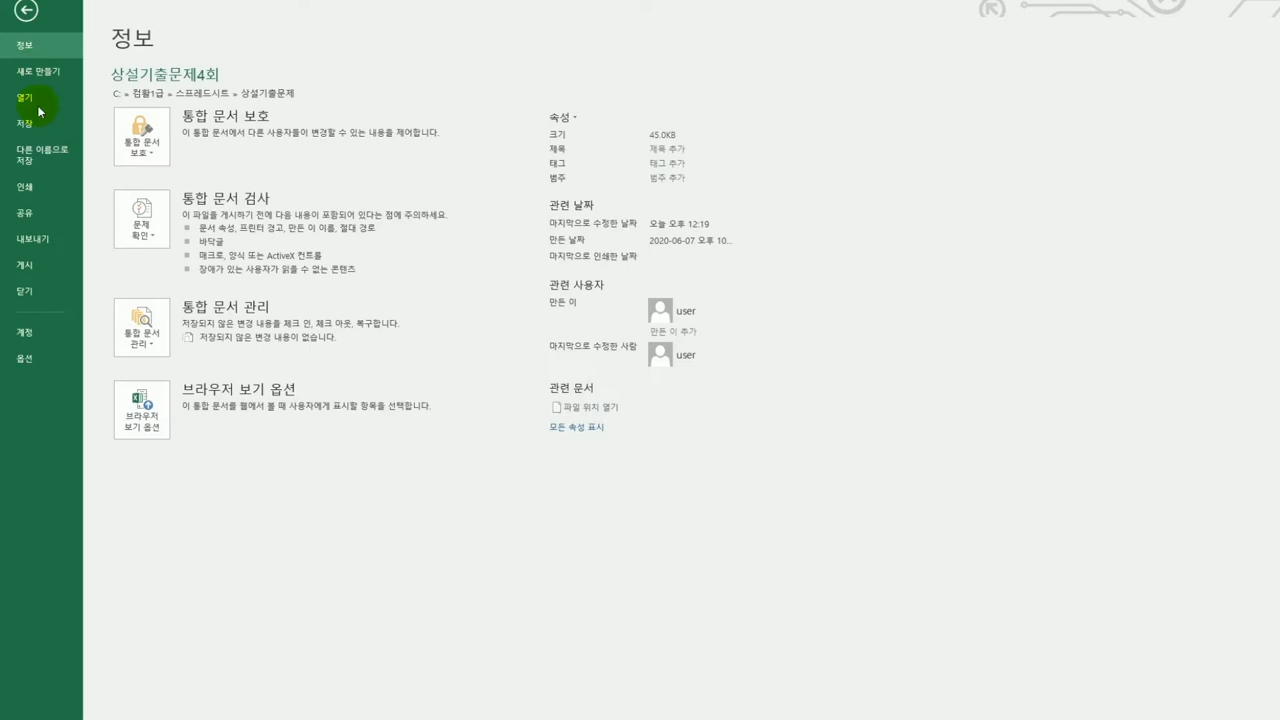 정보
새로 만들기
열기
저장
다른 이름으로
저장
인쇄
공유
내보내기
게시
닫기
계정
옵션
정보
상설기출문제4회
C: » 컴활1급 » 스프레드시트 » 상설기출문제
통합 문서
보호
통합 문서 보호
이 통합 문서에서 다른 사용자들이 변경할 수 있는 내용을 제어합니다.
문제
확인
통합 문서 검사
이 파일을 게시하기 전에 다음 내용이 포함되어 있다는 점에 주의하세요.
문서 속성, 프린터 경고, 만든 이 이름, 절대 경로
바닥글
매크로, 양식 또는 ActiveX 컨트롤
장애가 있는 사용자가 읽을 수 없는 콘텐츠
통합 문서
관리
통합 문서 관리
저장되지 않은 변경 내용을 체크 인, 체크 아웃, 복구합니다.
저장되지 않은 변경 내용이 없습니다.
브라우저
보기 옵션
브라우저 보기 옵션
이 통합 문서를 웹에서 볼 때 사용자에게 표시할 항목을 선택합니다.
속성
크기 45.0KB
제목 제목 추가
태그 태그 추가
범주 범주 추가
관련 날짜
마지막으로 수정한 날짜 오늘 오후 12:19
만든 날짜 2020-06-07 오후 10...
마지막으로 인쇄한 날짜
관련 사용자
만든 이 user
만든 이 추가
마지막으로 수정한 사람 user
관련 문서
파일 위치 열기
모든 속성 표시